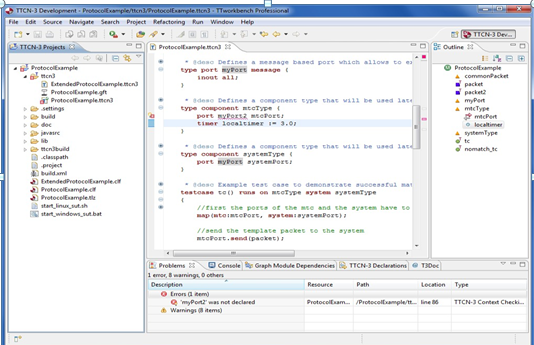 TTCN-3 Development - ProtocolExample/ttcn3/ProtocolExample.ttcn3 - TTworkbench Professional
File Edit Source Navigate Search Project Refactoring Run Window Help
TTCN-3 Dev...
TTCN-3 Projects
ProtocolExample
ttcn3
ExtendedProtocolExample.ttcn3
ProtocolExample.gft
ProtocolExample.ttcn3
.settings
build
doc
javasrc
lib
ttcn3build
.classpath
.project
build.xml
ExtendedProtocolExample.clf
ProtocolExample.clf
ProtocolExample.tlz
start_linux_sut.sh
start_windows_sut.bat
ProtocolExample.ttcn3
* $desc Defines a message based port which allows to
type port myPort message {
inout all;
}
* $desc Defines a component type that will be used late
type component mtcType {
port myPort2 mtcPort;
timer localtimer := 3.0;
}
* $desc Defines a component type that will be used late
type component systemType {
port myPort systemPort;
}
* $desc Example test case to demonstrate successful mat
testcase tc() runs on mtcType system systemType
{
//first the ports of the mtc and the system have to
map(mtc:mtcPort, system:systemPort);
//send the template packet to the system
mtcPort.send(packet);
Outline
ProtocolExample
commonPacket
packet
packet2
myPort
mtcType
mtcPort
localtimer
systemType
tc
nomatch_tc
Problems Console Graph Module Dependencies TTCN-3 Declarations T3Doc
1 error, 8 warnings, 0 others
Description Resource Path Location Type
Errors (1 item)
'myPort2' was not declared ProtocolExam... /ProtocolExample/tt... line 86 TTCN-3 Context Checki...
Warnings (8 items)